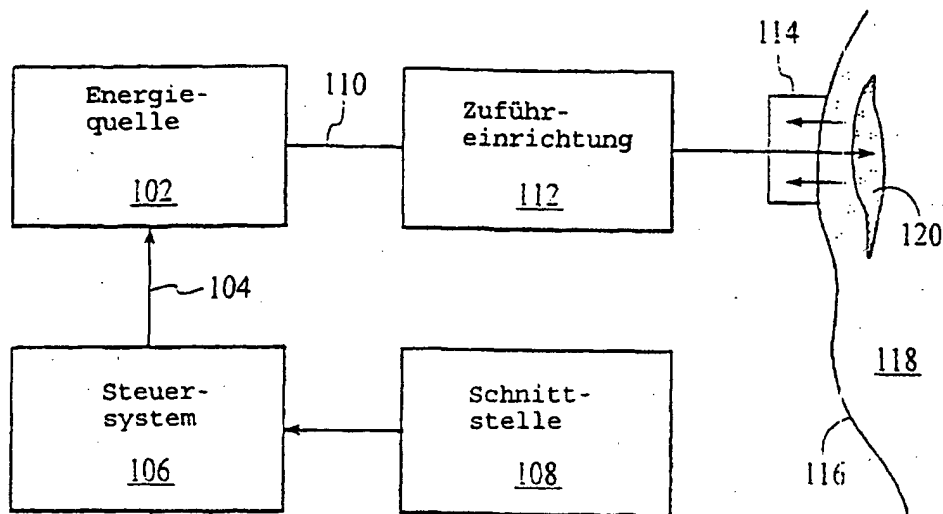 114
110
Energie-
quelle
102
Zuführ-
einrichtung
112
120
104
118
Steuer-
system
106
Schnitt-
stelle
108
116